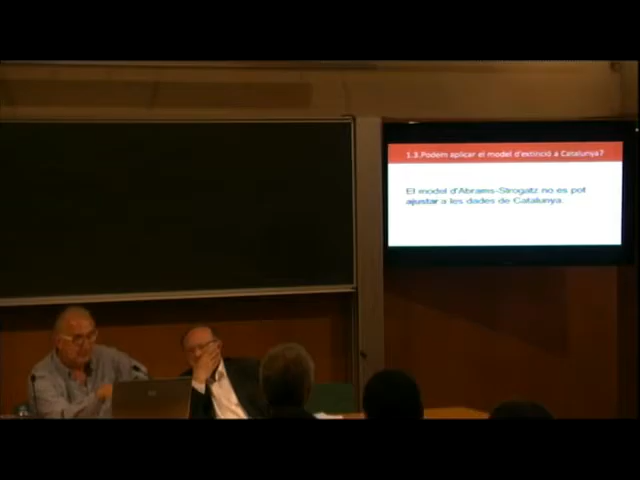 1.3.Podem aplicar el model d'extinció a Catalunya?
El model d'Abrams-Strogatz no es pot
ajustar a les dades de Catalunya.